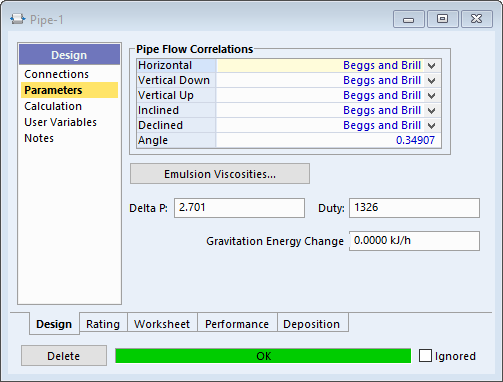 Pipe-1
Design
Connections
Parameters
Calculation
User Variables
Notes
Pipe Flow Correlations
Horizontal Beggs and Brill
Vertical Down Beggs and Brill
Vertical Up Beggs and Brill
Inclined Beggs and Brill
Declined Beggs and Brill
Angle 0.34907
Emulsion Viscosities...
Delta P: 2.701 Duty: 1326
Gravitation Energy Change 0.0000 kJ/h
Design Rating Worksheet Performance Deposition
Delete OK Ignored